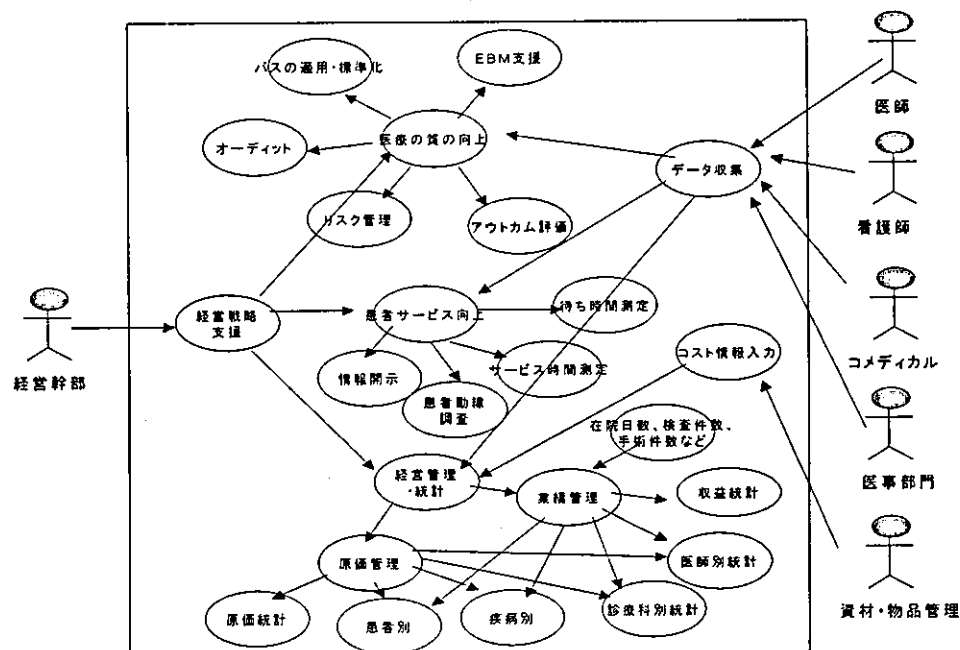 パスの適用・標準化
EBM支援
医師
オーディット
医療の質の向上
データ収集
リスク管理
アウトカム評価
看護師
経営戦略
支援
患者サービス向上
待ち時間測定
経営幹部
情報開示
サービス時間測定
コスト情報入力
コメディカル
患者動線
調査
在院日数、検査件数、
手術件数など
経営管理
・統計
業績管理
収益統計
医事部門
原価管理
医師別統計
原価統計
患者別
疾病別
診療科別統計
資材・物品管理